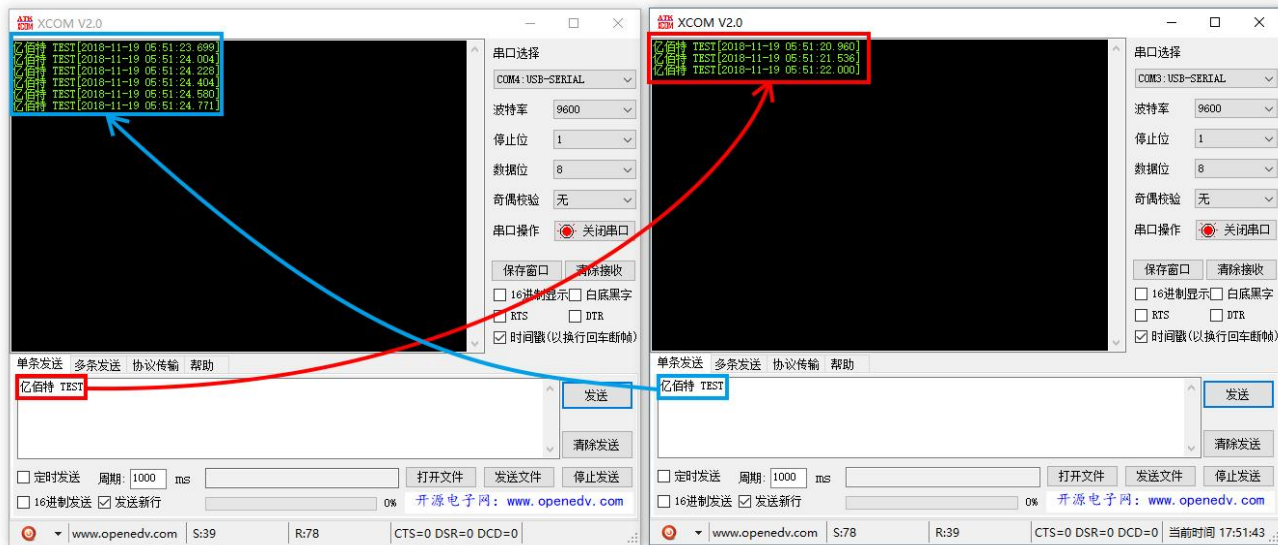 ATK
XCOM XCOM V2.0
亿佰特 TEST[2018-11-19 05:51:23.699]
亿佰特 TEST[2018-11-19 05:51:24.004]
亿佰特 TEST[2018-11-19 05:51:24.228]
亿佰特 TEST[2018-11-19 05:51:24.404]
亿佰特 TEST[2018-11-19 05:51:24.580]
亿佰特 TEST[2018-11-19 05:51:24.771]
串口选择
COM4:USB-SERIAL
波特率 9600
停止位 1
数据位 8
奇偶校验 无
串口操作 关闭串口
保存窗口 清除接收
16进制显示 白底黑字
RTS DTR
时间戳(以换行回车断帧)
单条发送 多条发送 协议传输 帮助
亿佰特 TEST
发送
清除发送
定时发送 周期: 1000 ms 打开文件 发送文件 停止发送
16进制发送 发送新行 0% 开源电子网: www.openedv.com
www.openedv.com S:39 R:78 CTS=0 DSR=0 DCD=0
ATK
XCOM XCOM V2.0
亿佰特 TEST[2018-11-19 05:51:20.960]
亿佰特 TEST[2018-11-19 05:51:21.536]
亿佰特 TEST[2018-11-19 05:51:22.000]
串口选择
COM3:USB-SERIAL
波特率 9600
停止位 1
数据位 8
奇偶校验 无
串口操作 关闭串口
保存窗口 清除接收
16进制显示 白底黑字
RTS DTR
时间戳(以换行回车断帧)
单条发送 多条发送 协议传输 帮助
亿佰特 TEST
发送
清除发送
定时发送 周期: 1000 ms 打开文件 发送文件 停止发送
16进制发送 发送新行 0% 开源电子网: www.openedv.com
www.openedv.com S:78 R:39 CTS=0 DSR=0 DCD=0 当前时间 17:51:43